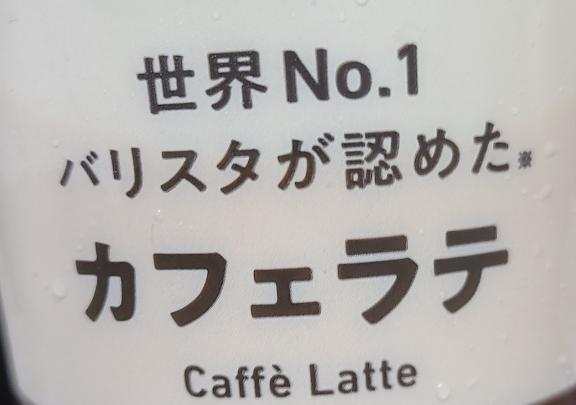 世界No.1
バリスタが認めた※
カフェラテ
Caffè Latte